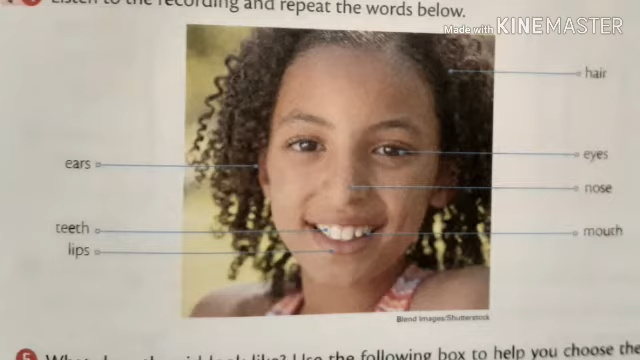 Listen to the recording and repeat the words below.
Made with KINEMASTER
hair
eyes
ears
nose
teeth
mouth
lips
Blend Images/Shutterstock
5 What does the girl look like? Use the following box to help you choose the